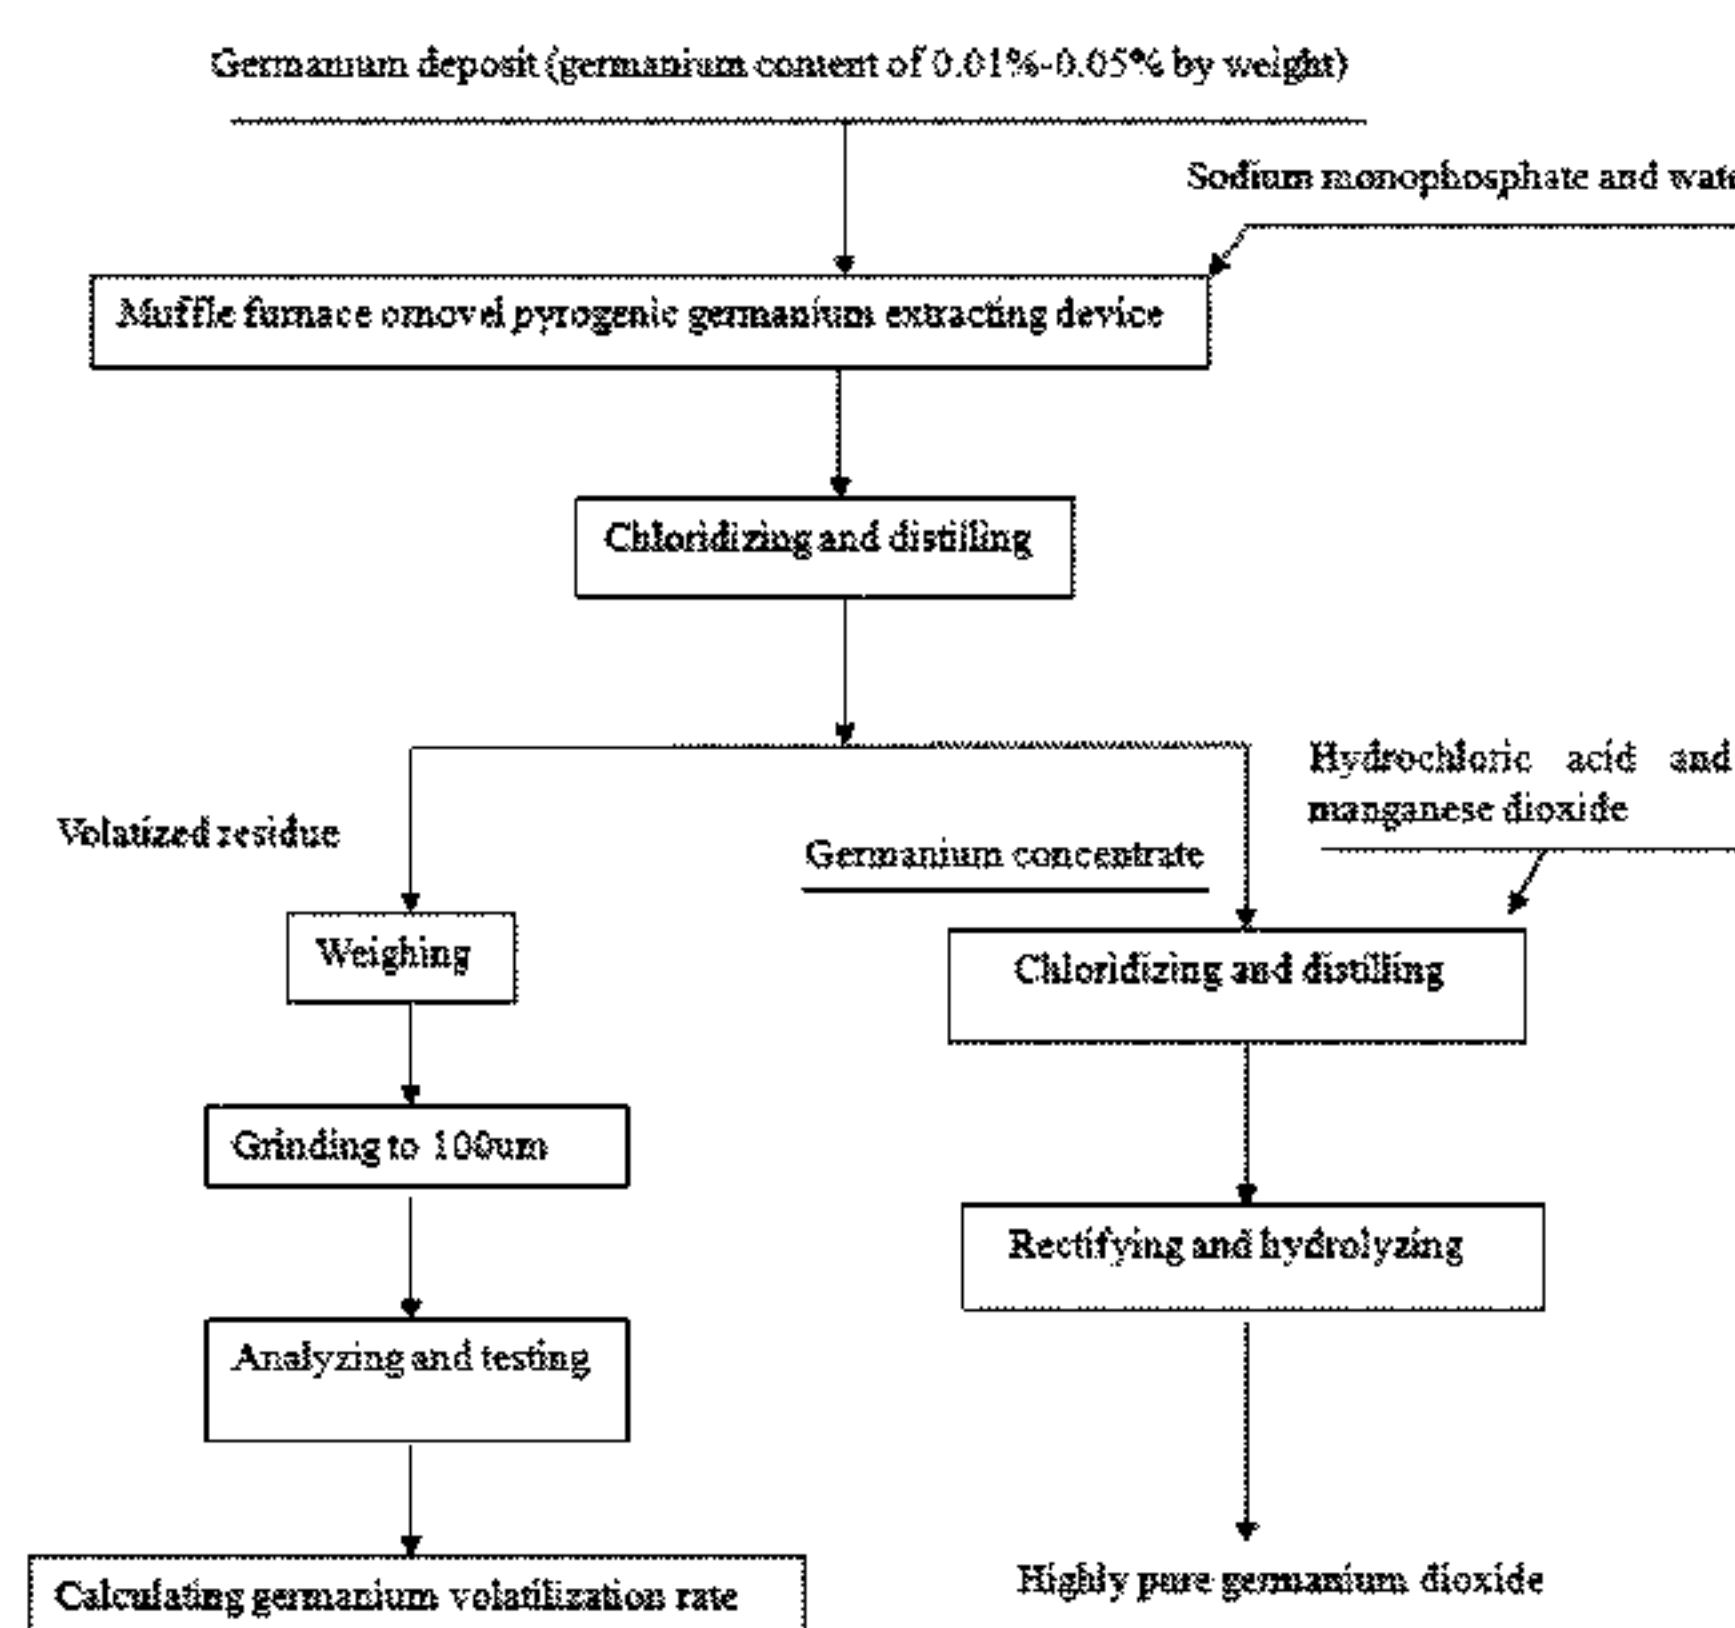 Germanium deposit (germanium content of 0.01%-0.05% by weight)
Sodium monophosphate and wate
Muffle furnace ornovel pyrogenic germanium extracting device
Chloridizing and distilling
Hydrochloric acid and
manganese dioxide
Volatized residue
Germanium concentrate
Weighing
Chloridizing and distilling
Grinding to 100um
Rectifying and hydrolyzing
Analyzing and testing
Highly pure germanium dioxide
Calculating germanium volatilization rate